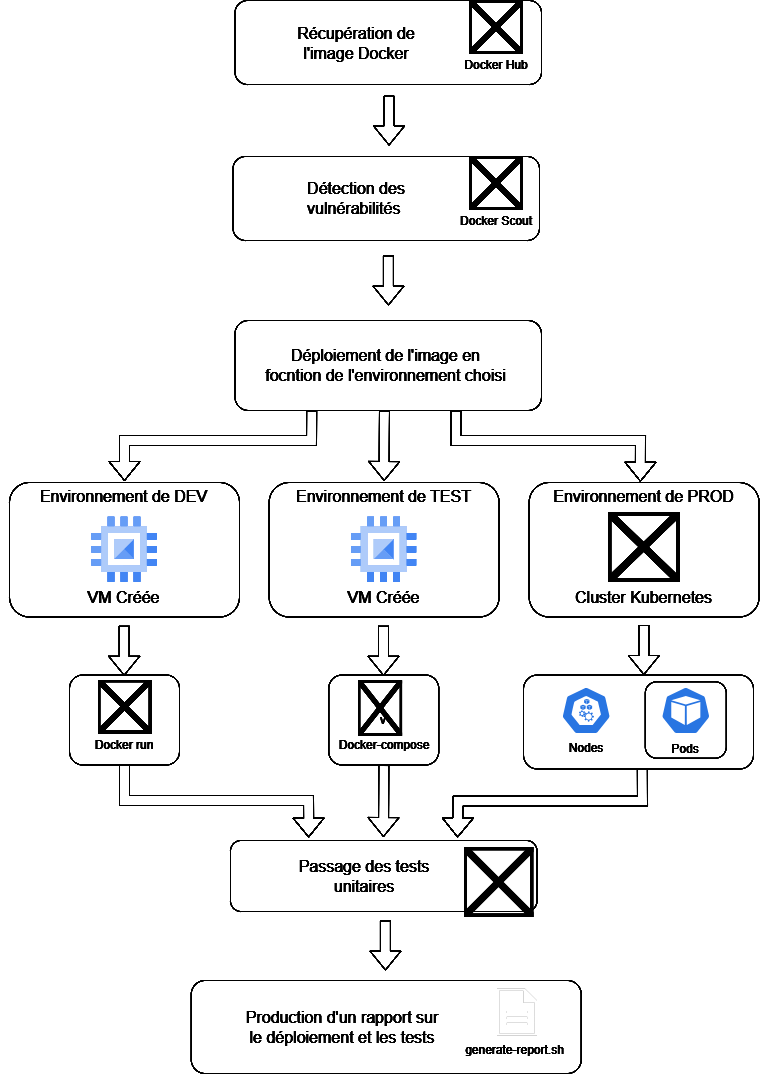 Récupération de
l'image Docker
Docker Hub
Détection des
vulnérabilités
Docker Scout
Déploiement de l'image en
focntion de l'environnement choisi
Environnement de DEV
VM Créée
Environnement de TEST
VM Créée
Environnement de PROD
Cluster Kubernetes
Docker run
Docker-compose
Nodes
Pods
Passage des tests
unitaires
Production d'un rapport sur
le déploiement et les tests
generate-report.sh